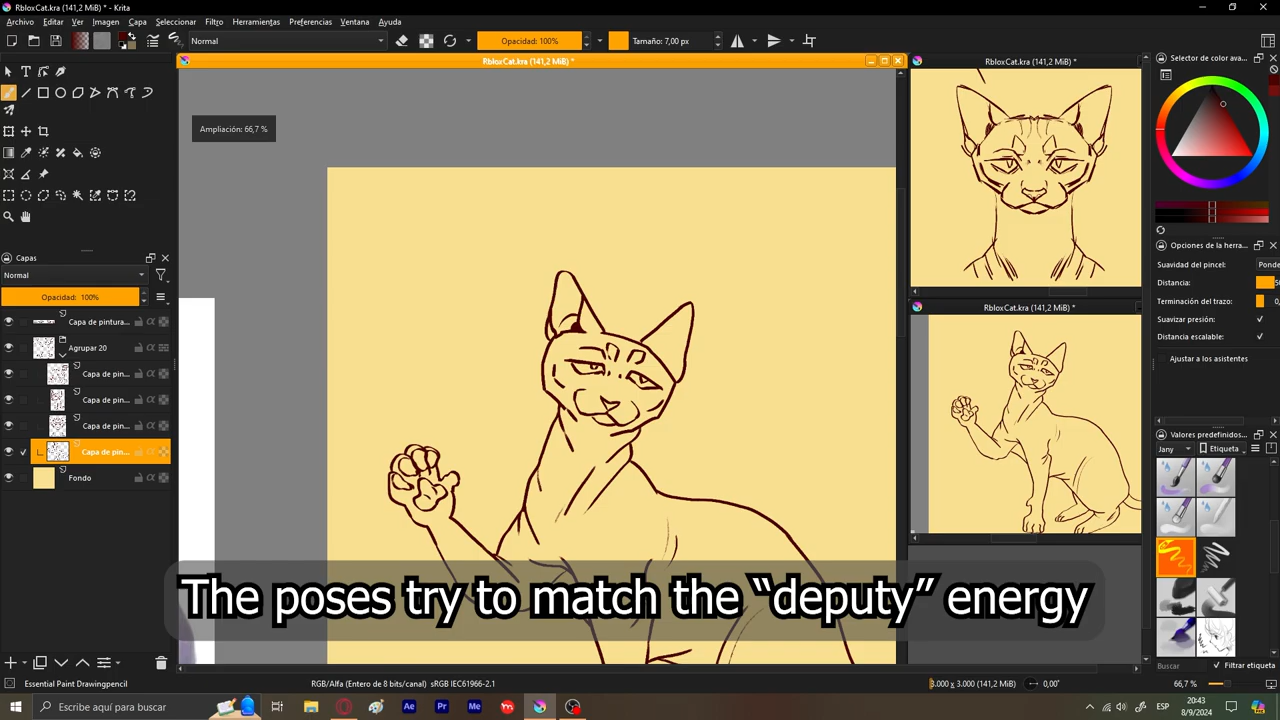 RbloxCat.kra (141,2 MiB) * - Krita
Archivo Editar Ver Imagen Capa Seleccionar Filtro Herramientas Preferencias Ventana Ayuda
Normal
Opacidad: 100%
Tamaño: 7,00 px
RbloxCat.kra (141,2 MiB) *
RbloxCat.kra (141,2 MiB) *
Selector de color ava...
Ampliación: 66,7 %
Capas
Normal
Opacidad: 100%
Capa de pintura...
Agrupar 20
Capa de pin...
Capa de pin...
Capa de pin...
Capa de pin...
Fondo
Opciones de la herra...
Suavidad del pincel:
Ponde
Distancia:
50
Terminación del trazo:
0,
Suavizar presión:
Distancia escalable:
Ajustar a los asistentes
RbloxCat.kra (141,2 MiB) *
Valores predefinidos...
Jany
Etiqueta
The poses try to match the “deputy” energy
Buscar
Filtrar etiqueta
Essential Paint Drawingpencil
RGB/Alfa (Entero de 8 bits/canal) sRGB IEC61966-2.1
3.000 x 3.000 (141,2 MiB)
0,00°
66,7 %
Escribe aquí para buscar
Ae
Pr
Me
ESP
20:43
8/9/2024